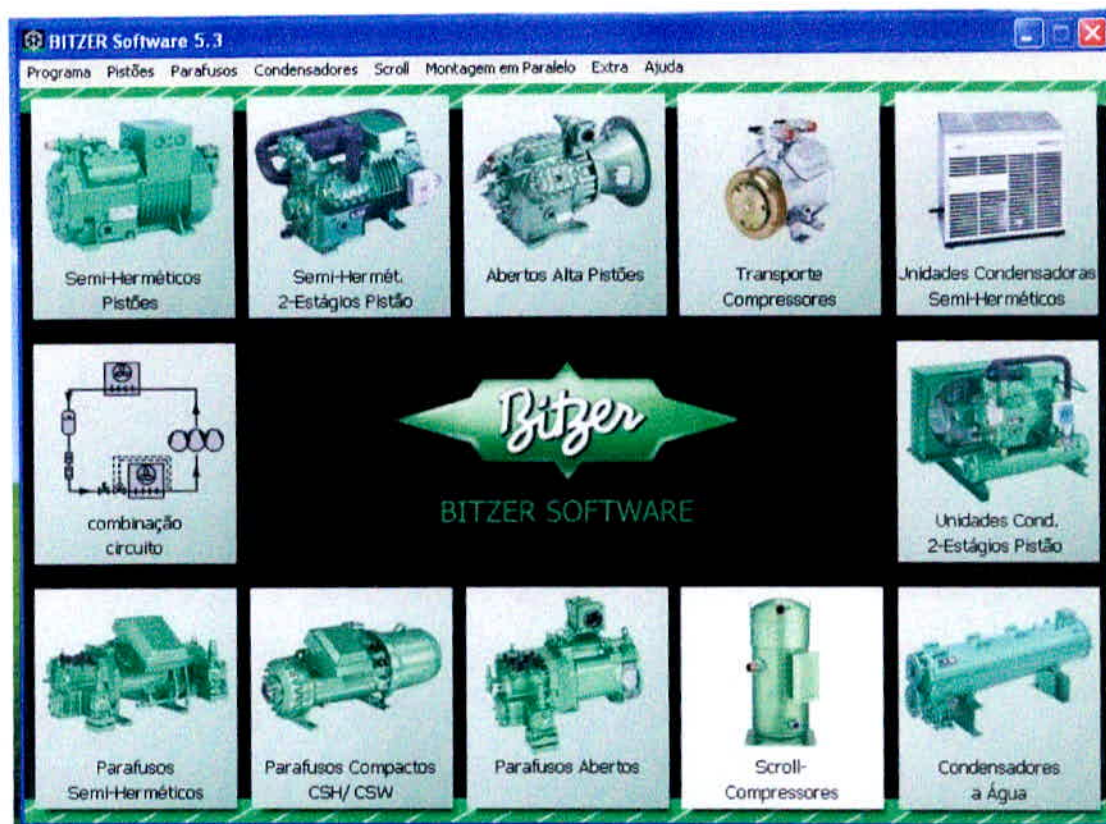 BITZER Software 5.3
Programa Pistões Parafusos Condensadores Scroll Montagem em Paralelo Extra Ajuda
Semi-Herméticos
Pistões
Semi-Hermét.
2-Estágios Pistão
Abertos Alta Pistões
Transporte
Compressores
Unidades Condensadoras
Semi-Herméticos
combinação
circuito
Bitzer
BITZER SOFTWARE
Unidades Cond.
2-Estágios Pistão
Parafusos
Semi-Herméticos
Parafusos Compactos
CSH/ CSW
Parafusos Abertos
Scroll-
Compressores
Condensadores
a Água